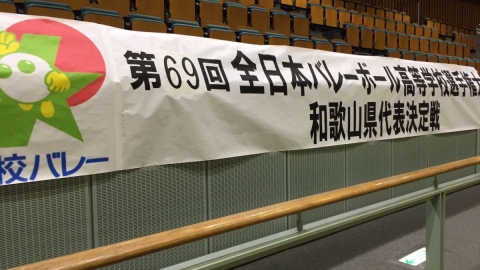 第69回 全日本バレーボール高等学校選手権大
和歌山県代表決定戦
校バレー